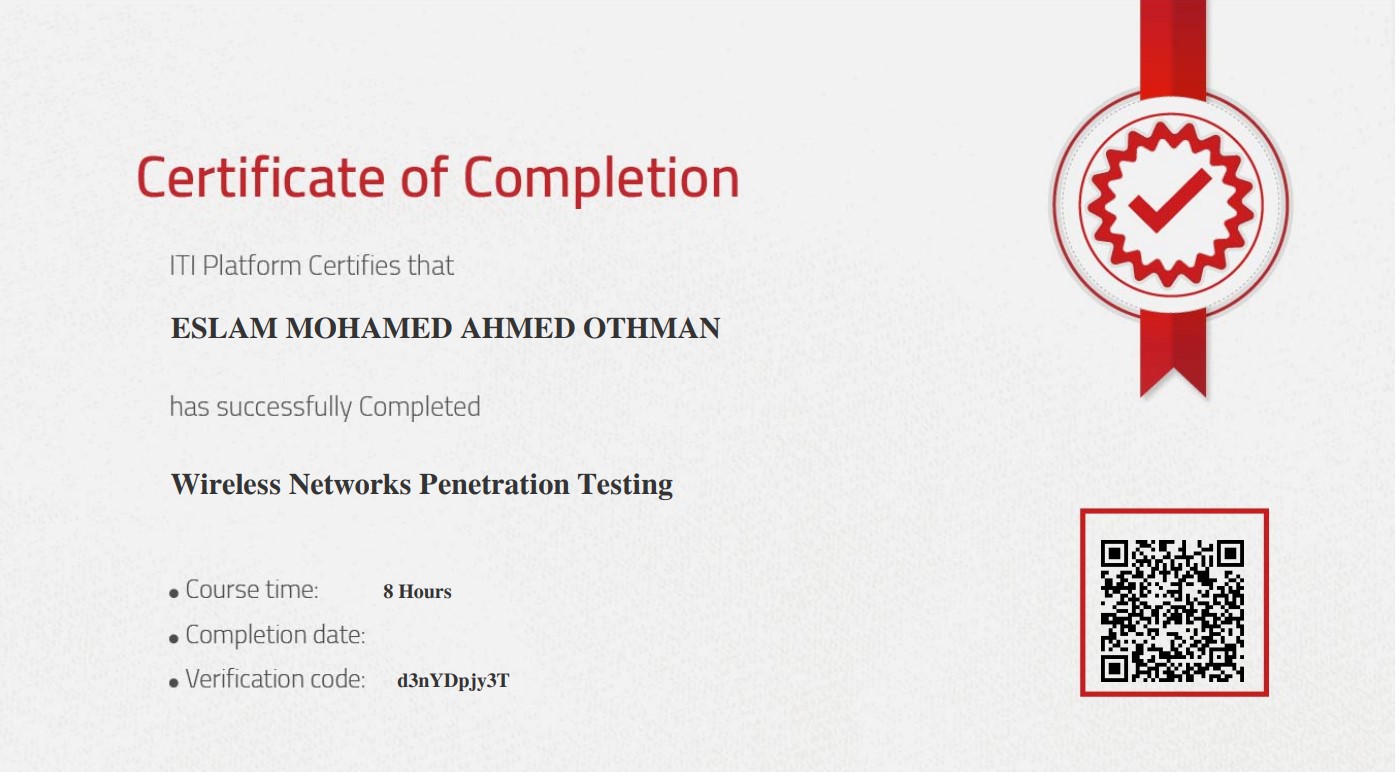 Certificate of Completion
ITI Platform Certifies that
ESLAM MOHAMED AHMED OTHMAN
has successfully Completed
Wireless Networks Penetration Testing
• Course time: 8 Hours
• Completion date:
• Verification code: d3nYDpjy3T